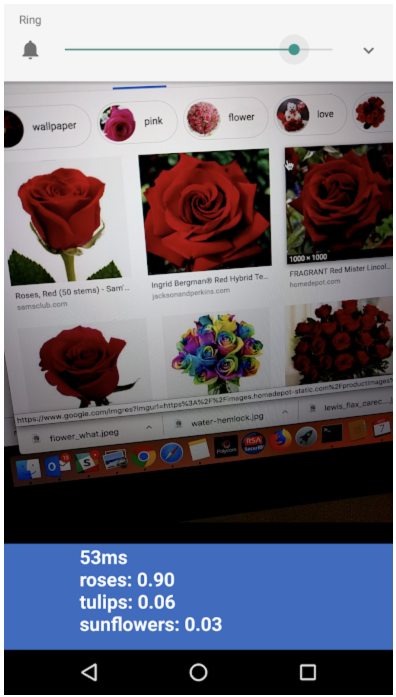 Ring
wallpaper
pink
flower
love
1000 × 1000
Roses, Red (50 stems) - Sam'...
samsclub.com
Ingrid Bergman® Red Hybrid Te...
jacksonandperkins.com
FRAGRANT Red Mister Lincol...
homedepot.com
https://www.google.com/imgres?imgurl=https%3A%2F%2Fimages.homedepot-static.com%2FproductImages%
flower_what.jpeg
water-hemlock.jpg
lewis_flax_carec...
RSA
53ms
roses: 0.90
tulips: 0.06
sunflowers: 0.03